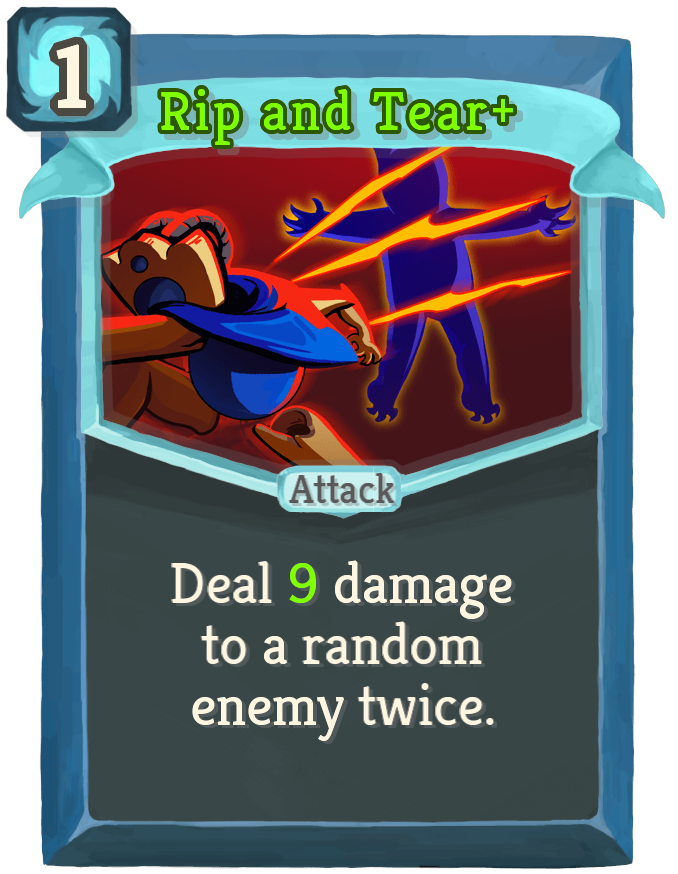 1
Rip and Tear+
Attack
Deal 9 damage
to a random
enemy twice.